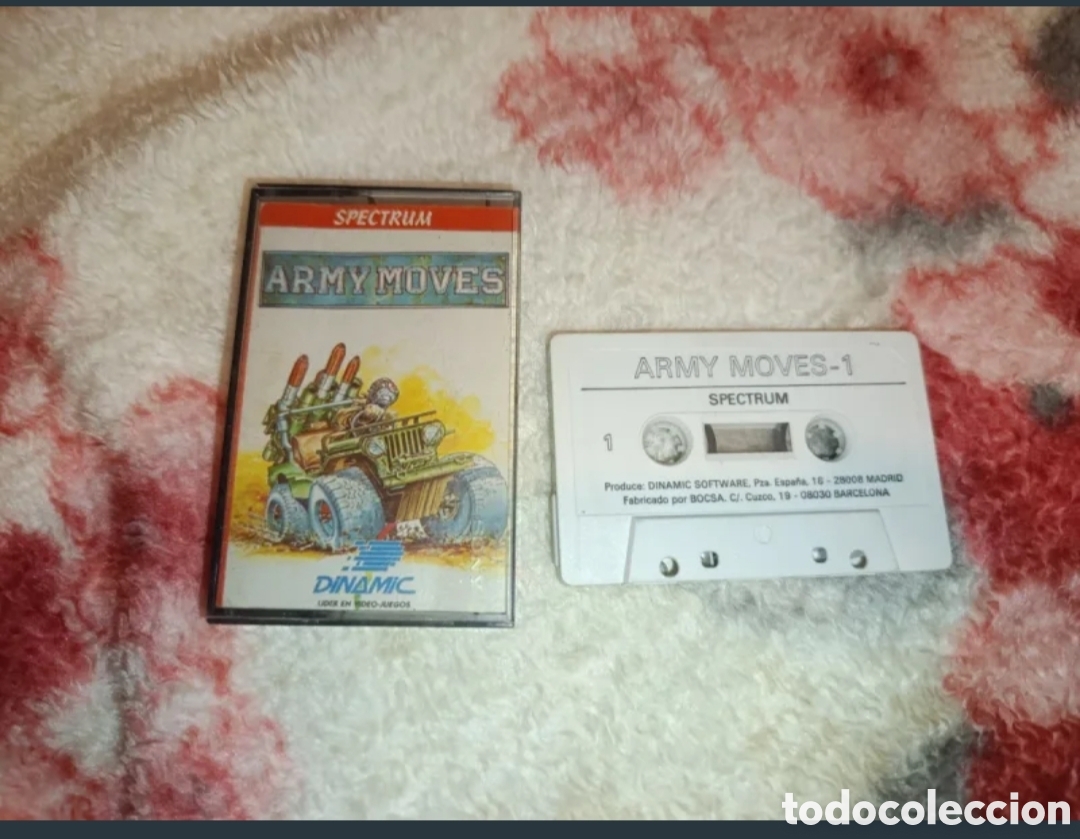 SPECTRUM
ARMY MOVES
DINAMIC
LIDER EN VIDEO-JUEGOS
ARMY MOVES-1
SPECTRUM
1
Produce: DINAMIC SOFTWARE, Pza. España, 18 - 28008 MADRID
Fabricado por BOCSA. C/. Cuzco, 19 - 08030 BARCELONA
todocoleccion